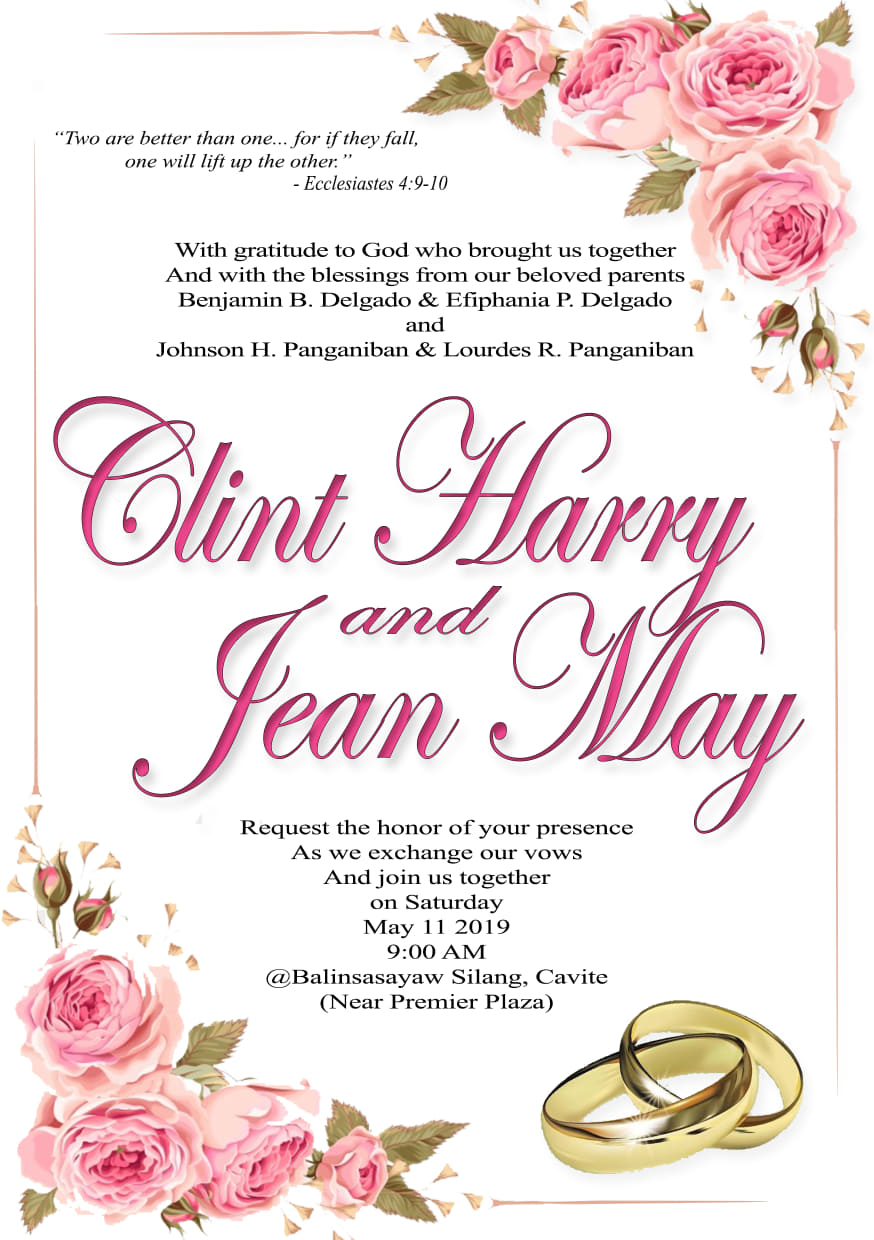 “Two are better than one... for if they fall,
one will lift up the other.”
- Ecclesiastes 4:9-10
With gratitude to God who brought us together
And with the blessings from our beloved parents
Benjamin B. Delgado & Efiphania P. Delgado
and
Johnson H. Panganiban & Lourdes R. Panganiban
Clint Harry
and
Jean May
Request the honor of your presence
As we exchange our vows
And join us together
on Saturday
May 11 2019
9:00 AM
@Balinsasayaw Silang, Cavite
(Near Premier Plaza)